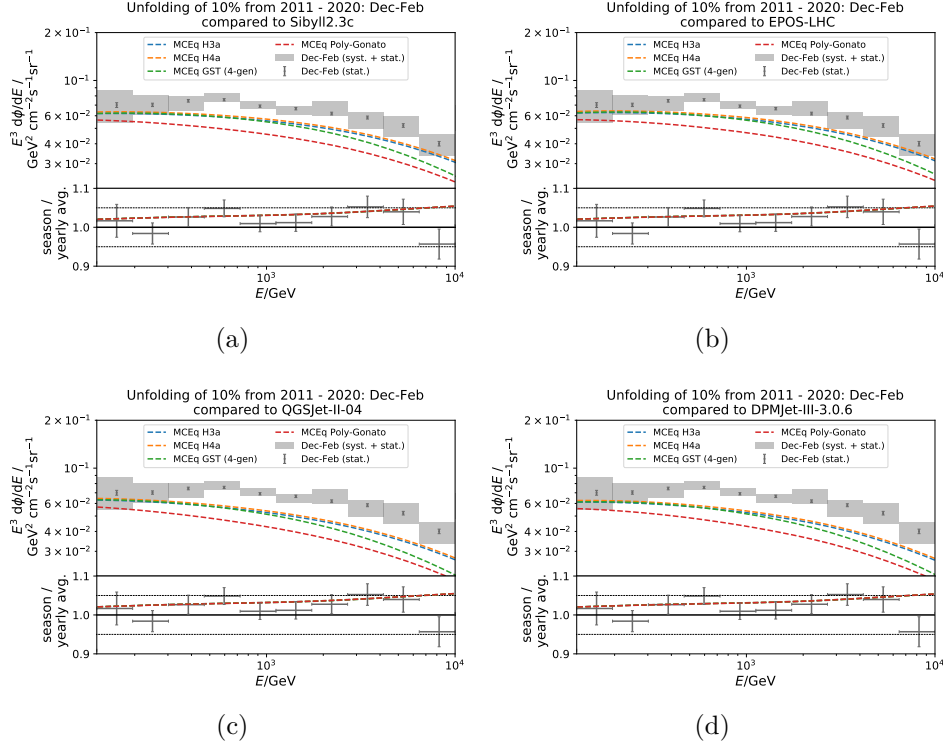 Unfolding of 10% from 2011 - 2020: Dec-Feb
compared to Sibyll2.3c
MCEq H3a
MCEq H4a
MCEq GST (4-gen)
MCEq Poly-Gonato
Dec-Feb (syst. + stat.)
Dec-Feb (stat.)
E³ dϕ/dE /
GeV² cm⁻²s⁻¹sr⁻¹
2 × 10⁻¹
10⁻¹
6 × 10⁻²
4 × 10⁻²
3 × 10⁻²
season /
yearly avg.
1.1
1.0
0.9
10³
10⁴
E/GeV
(a)
Unfolding of 10% from 2011 - 2020: Dec-Feb
compared to EPOS-LHC
MCEq H3a
MCEq H4a
MCEq GST (4-gen)
MCEq Poly-Gonato
Dec-Feb (syst. + stat.)
Dec-Feb (stat.)
E³ dϕ/dE /
GeV² cm⁻²s⁻¹sr⁻¹
2 × 10⁻¹
10⁻¹
6 × 10⁻²
4 × 10⁻²
3 × 10⁻²
season /
yearly avg.
1.1
1.0
0.9
10³
10⁴
E/GeV
(b)
Unfolding of 10% from 2011 - 2020: Dec-Feb
compared to QGSJet-II-04
MCEq H3a
MCEq H4a
MCEq GST (4-gen)
MCEq Poly-Gonato
Dec-Feb (syst. + stat.)
Dec-Feb (stat.)
E³ dϕ/dE /
GeV² cm⁻²s⁻¹sr⁻¹
2 × 10⁻¹
10⁻¹
6 × 10⁻²
4 × 10⁻²
3 × 10⁻²
season /
yearly avg.
1.1
1.0
0.9
10³
10⁴
E/GeV
(c)
Unfolding of 10% from 2011 - 2020: Dec-Feb
compared to DPMJet-III-3.0.6
MCEq H3a
MCEq H4a
MCEq GST (4-gen)
MCEq Poly-Gonato
Dec-Feb (syst. + stat.)
Dec-Feb (stat.)
E³ dϕ/dE /
GeV² cm⁻²s⁻¹sr⁻¹
2 × 10⁻¹
10⁻¹
6 × 10⁻²
4 × 10⁻²
3 × 10⁻²
season /
yearly avg.
1.1
1.0
0.9
10³
10⁴
E/GeV
(d)